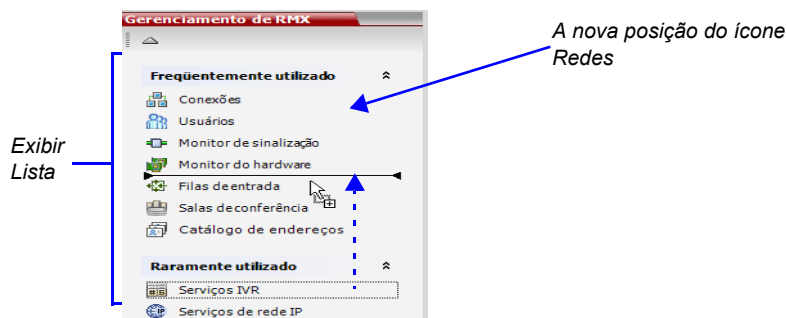 Gerenciamento de RMX
A nova posição do ícone
Redes
Freqüentemente utilizado
Conexões
Usuários
Monitor de sinalização
Exibir
Lista
Monitor do hardware
Filas de entrada
Salas de conferência
Catálogo de endereços
Raramente utilizado
Serviços IVR
Serviços de rede IP